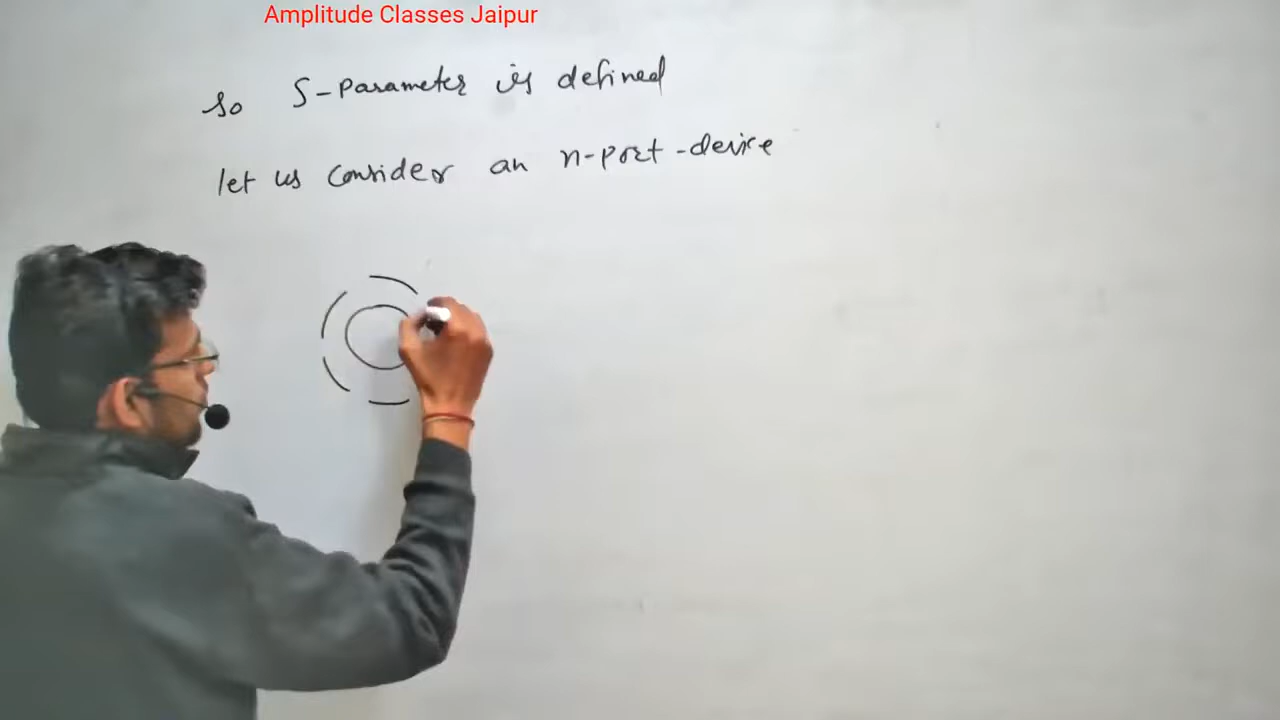 Amplitude Classes Jaipur
so S-Parameter is defined
let us consider an n-port-device